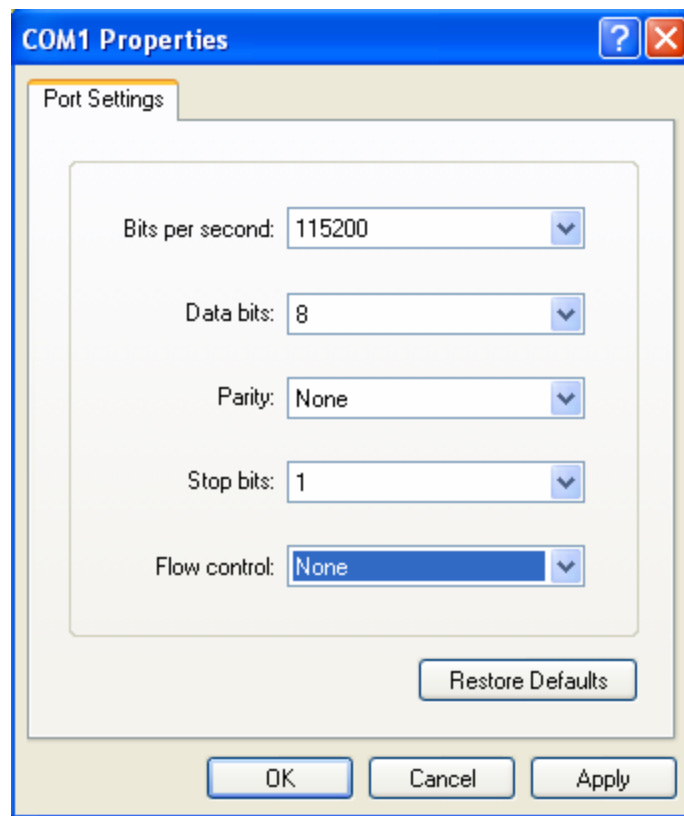 COM1 Properties
Port Settings
Bits per second: 115200
Data bits: 8
Parity: None
Stop bits: 1
Flow control: None
Restore Defaults
OK Cancel Apply